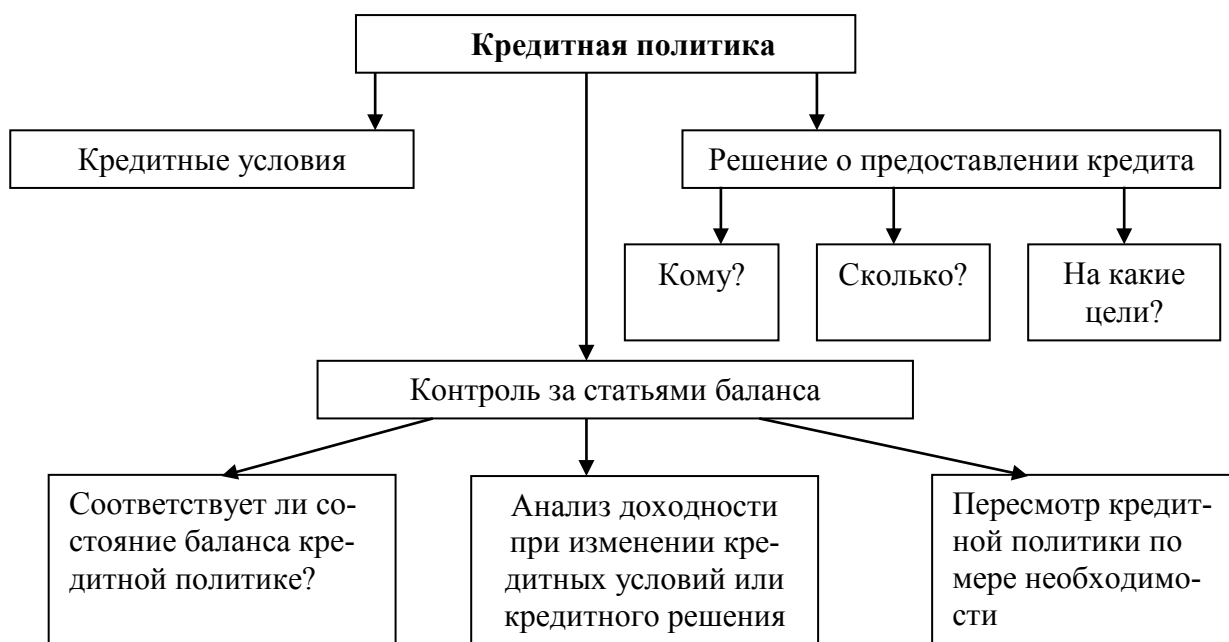 Кредитная политика
Кредитные условия
Решение о предоставлении кредита
Кому?
Сколько?
На какие
цели?
Контроль за статьями баланса
Соответствует ли со-
стояние баланса кре-
дитной политике?
Анализ доходности
при изменении кре-
дитных условий или
кредитного решения
Пересмотр кредит-
ной политики по
мере необходимо-
сти